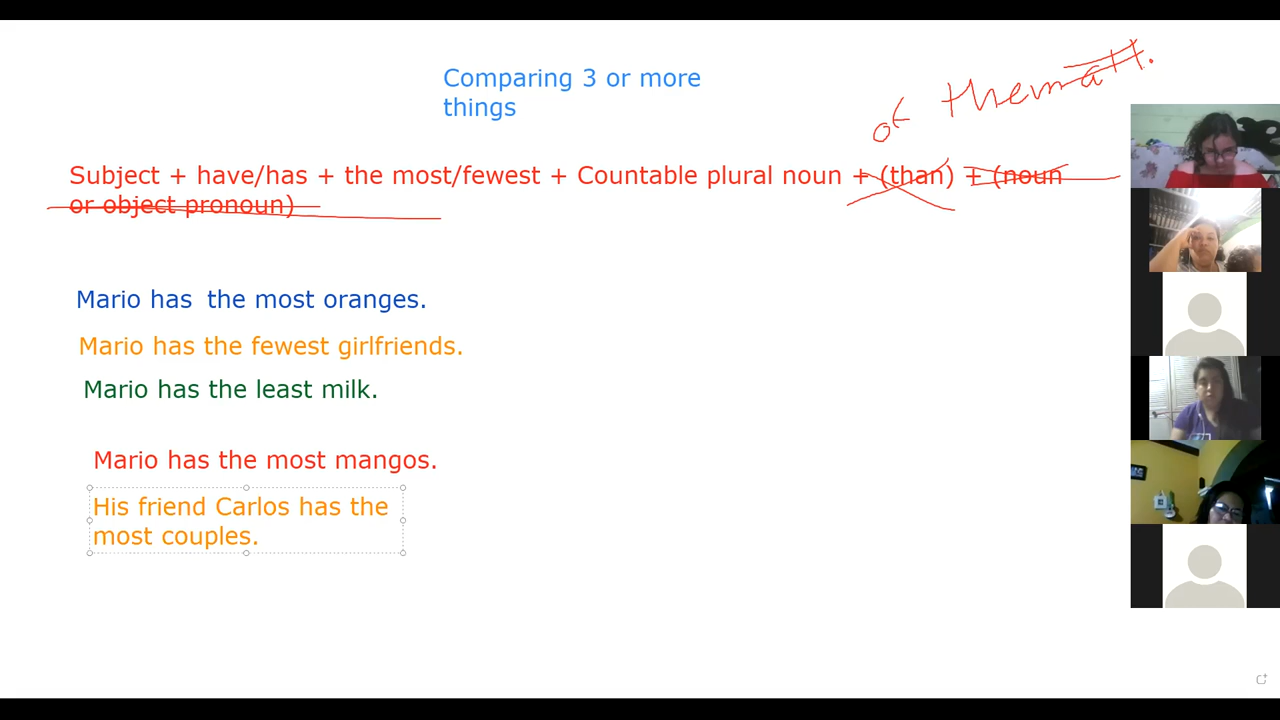 Comparing 3 or more
things
of them all.
Subject + have/has + the most/fewest + Countable plural noun + (than) + (noun
or object pronoun)
Mario has the most oranges.
Mario has the fewest girlfriends.
Mario has the least milk.
Mario has the most mangos.
His friend Carlos has the
most couples.